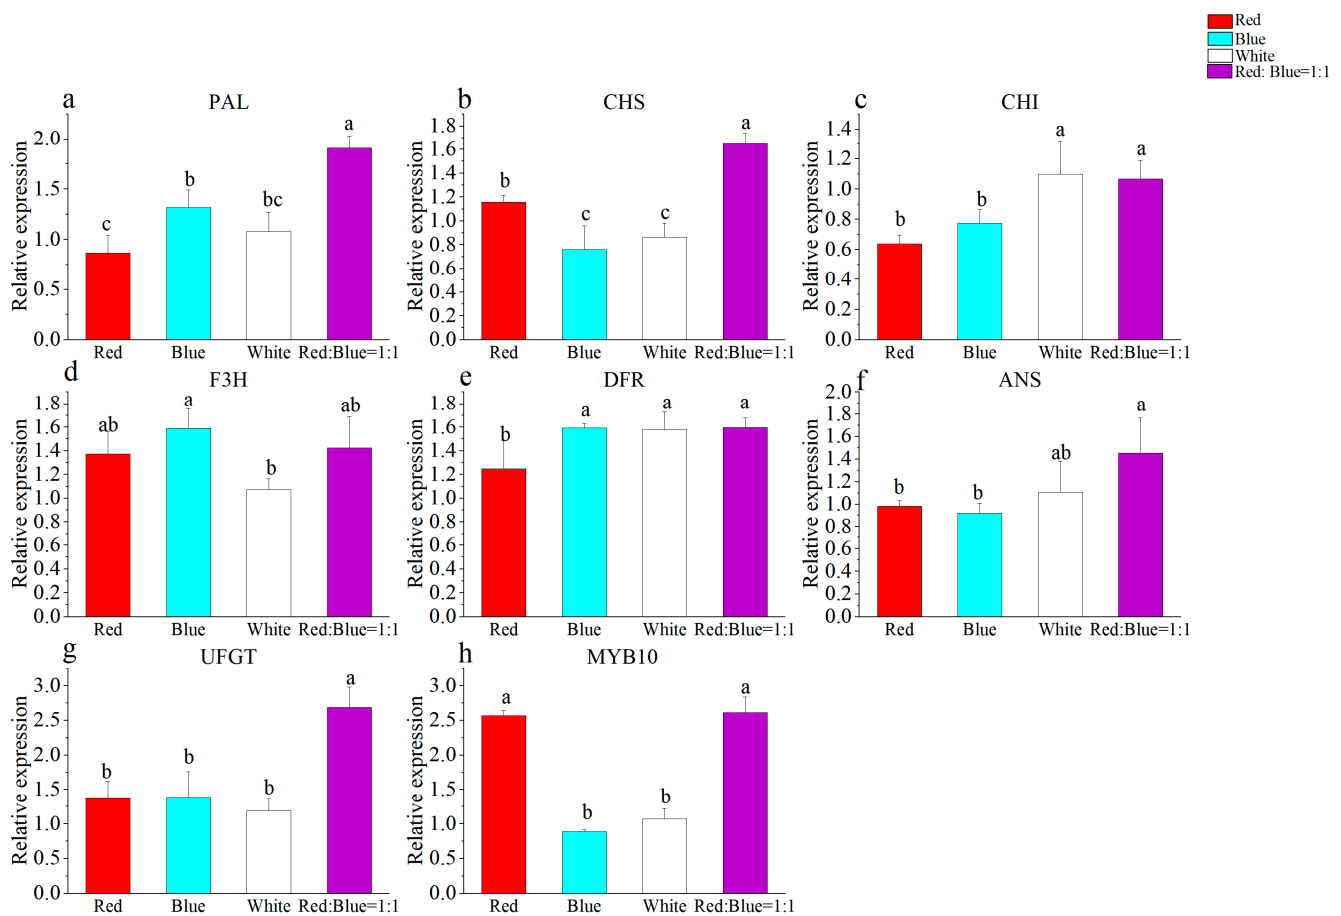 Red
Blue
White
Red: Blue=1:1
a
PAL
Relative expression
2.0
1.5
1.0
0.5
0.0
c
b
bc
a
Red
Blue
White
Red:Blue=1:1
b
CHS
Relative expression
1.8
1.6
1.4
1.2
1.0
0.8
0.6
0.4
0.2
0.0
b
c
c
a
Red
Blue
White
Red:Blue=1:1
c
CHI
Relative expression
1.4
1.2
1.0
0.8
0.6
0.4
0.2
0.0
b
b
a
a
Red
Blue
White
Red:Blue=1:1
d
F3H
Relative expression
1.8
1.6
1.4
1.2
1.0
0.8
0.6
0.4
0.2
0.0
ab
a
b
ab
Red
Blue
White
Red:Blue=1:1
e
DFR
Relative expression
1.8
1.6
1.4
1.2
1.0
0.8
0.6
0.4
0.2
0.0
b
a
a
a
Red
Blue
White
Red:Blue=1:1
f
ANS
Relative expression
2.0
1.8
1.6
1.4
1.2
1.0
0.8
0.6
0.4
0.2
0.0
b
b
ab
a
Red
Blue
White
Red:Blue=1:1
g
UFGT
Relative expression
3.0
2.5
2.0
1.5
1.0
0.5
0.0
b
b
b
a
Red
Blue
White
Red:Blue=1:1
h
MYB10
Relative expression
3.0
2.5
2.0
1.5
1.0
0.5
0.0
a
b
b
a
Red
Blue
White
Red:Blue=1:1